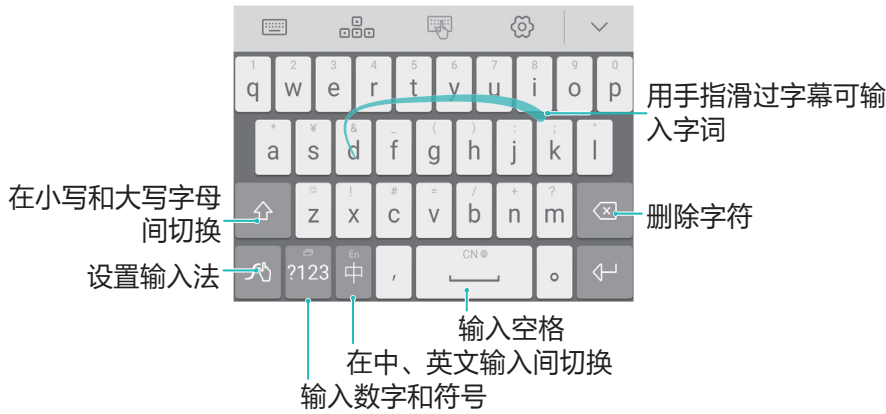 1 2 3 4 5 6 7 8 9 0
q w e r t y u i o p
用手指滑过字幕可输
入字词
* ¥ & _ ( ) : ; "
a s d f g h j k l
在小写和大写字母
间切换
! # = / + ?
z x c v b n m
删除字符
设置输入法
En CN
?123 中 , 。
输入空格
在中、英文输入间切换
输入数字和符号